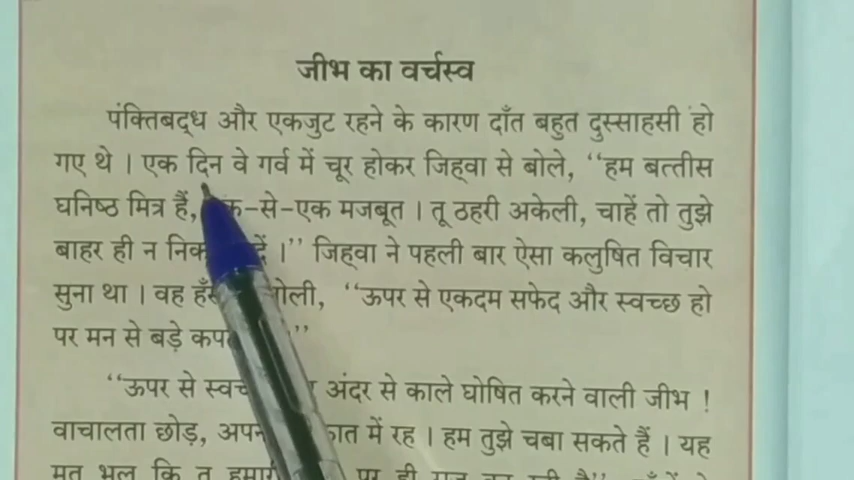 जीभ का वर्चस्व
पंक्तिबद्ध और एकजुट रहने के कारण दाँत बहुत दुस्साहसी हो
गए थे । एक दिन वे गर्व में चूर होकर जिह्वा से बोले, ‘‘हम बत्तीस
घनिष्ठ मित्र हैं, -से-एक मजबूत । तू ठहरी अकेली, चाहें तो तुझे
बाहर ही न ।’’ जिह्वा ने पहली बार ऐसा कलुषित विचार
सुना था । वह ‘‘ऊपर से एकदम सफेद और स्वच्छ हो
पर मन से बड़े ’’
‘‘ऊपर से अंदर से काले घोषित करने वाली जीभ !
वाचालता छोड़, में रह । हम तुझे चबा सकते हैं । यह
मत भूल कि तू पर ही